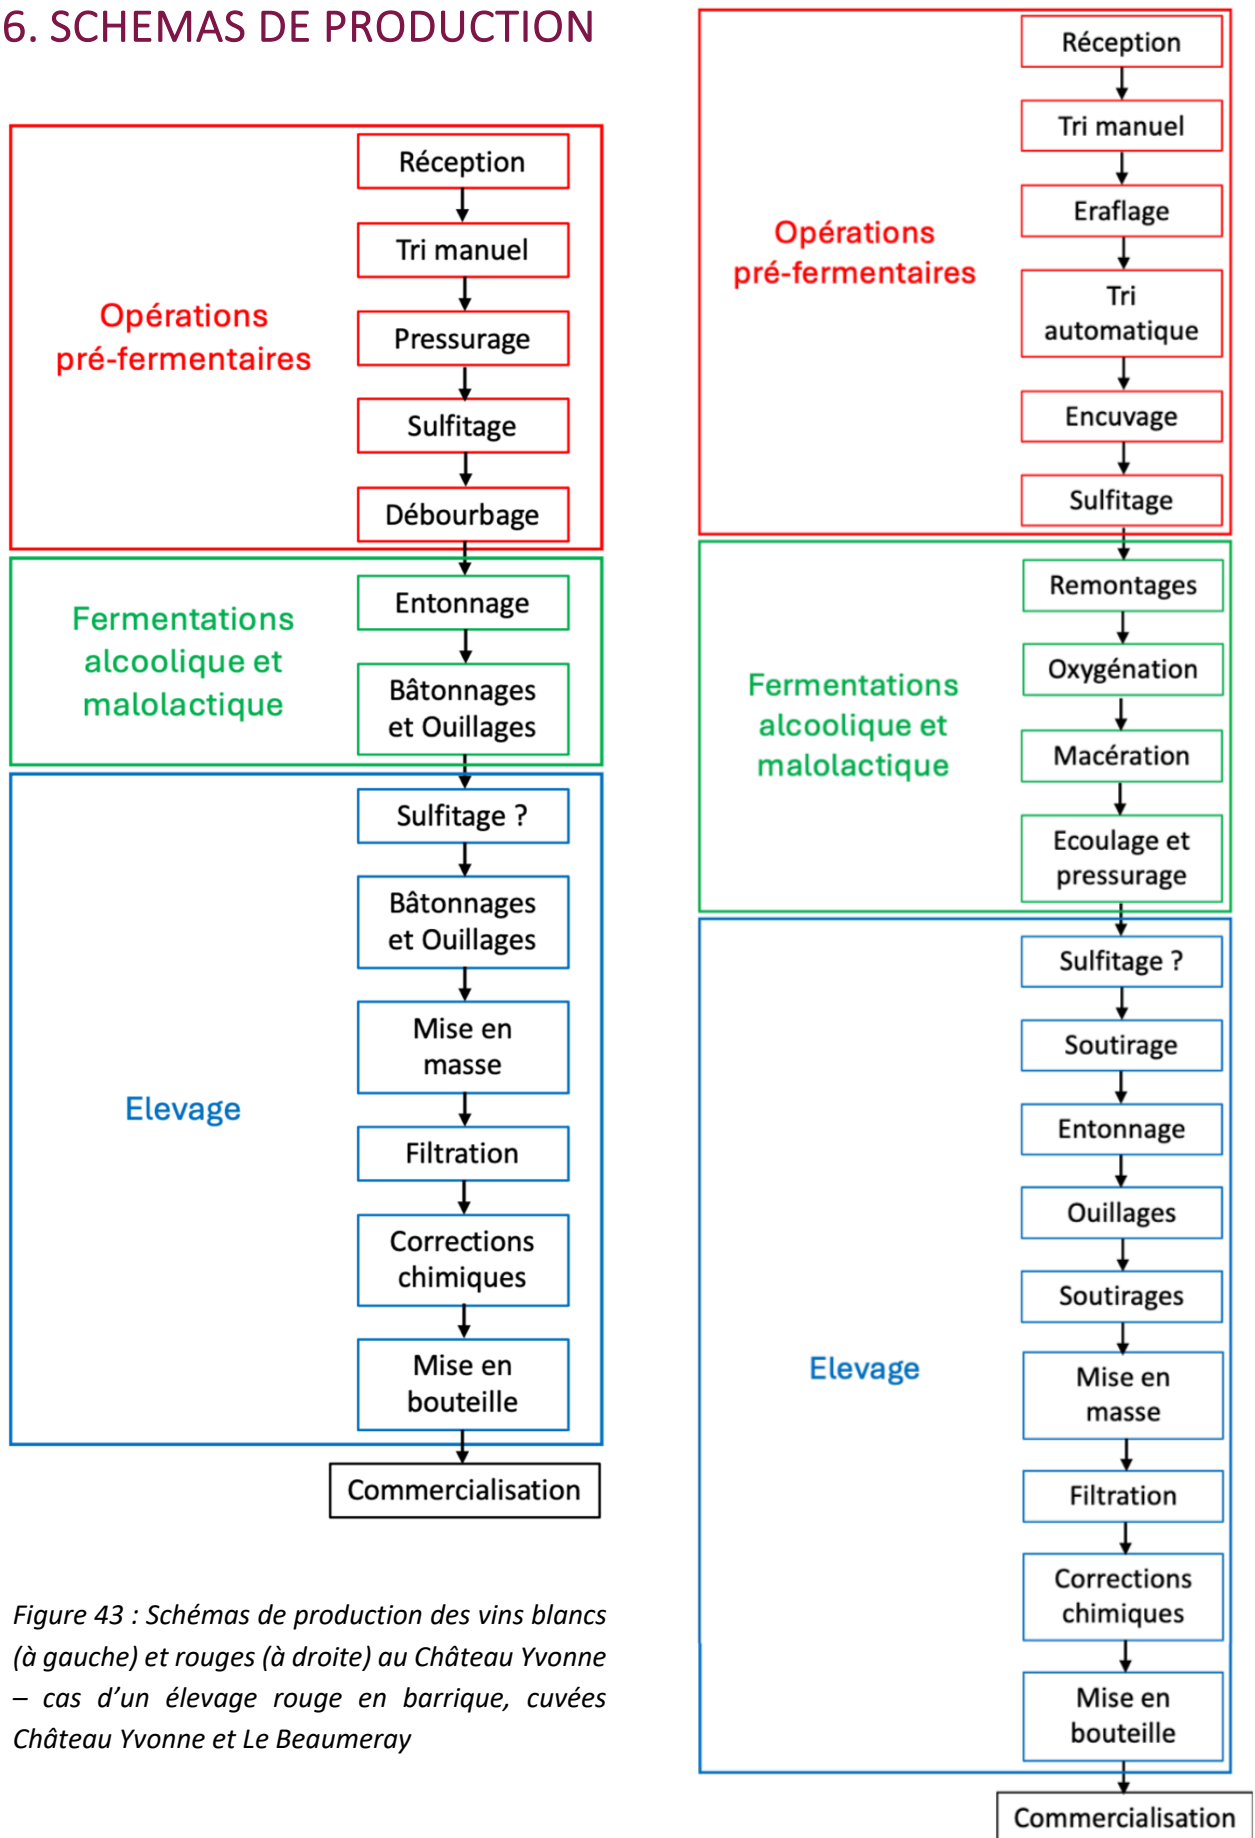 6. SCHEMAS DE PRODUCTION
Opérations
pré-fermentaires
Réception
Tri manuel
Pressurage
Sulfitage
Débourbage
Fermentations
alcoolique et
malolactique
Entonnage
Bâtonnages
et Ouillages
Elevage
Sulfitage ?
Bâtonnages
et Ouillages
Mise en
masse
Filtration
Corrections
chimiques
Mise en
bouteille
Commercialisation
Figure 43 : Schémas de production des vins blancs
(à gauche) et rouges (à droite) au Château Yvonne
– cas d’un élevage rouge en barrique, cuvées
Château Yvonne et Le Beaumeray
Opérations
pré-fermentaires
Réception
Tri manuel
Eraflage
Tri
automatique
Encuvage
Sulfitage
Fermentations
alcoolique et
malolactique
Remontages
Oxygénation
Macération
Ecoulage et
pressurage
Elevage
Sulfitage ?
Soutirage
Entonnage
Ouillages
Soutirages
Mise en
masse
Filtration
Corrections
chimiques
Mise en
bouteille
Commercialisation